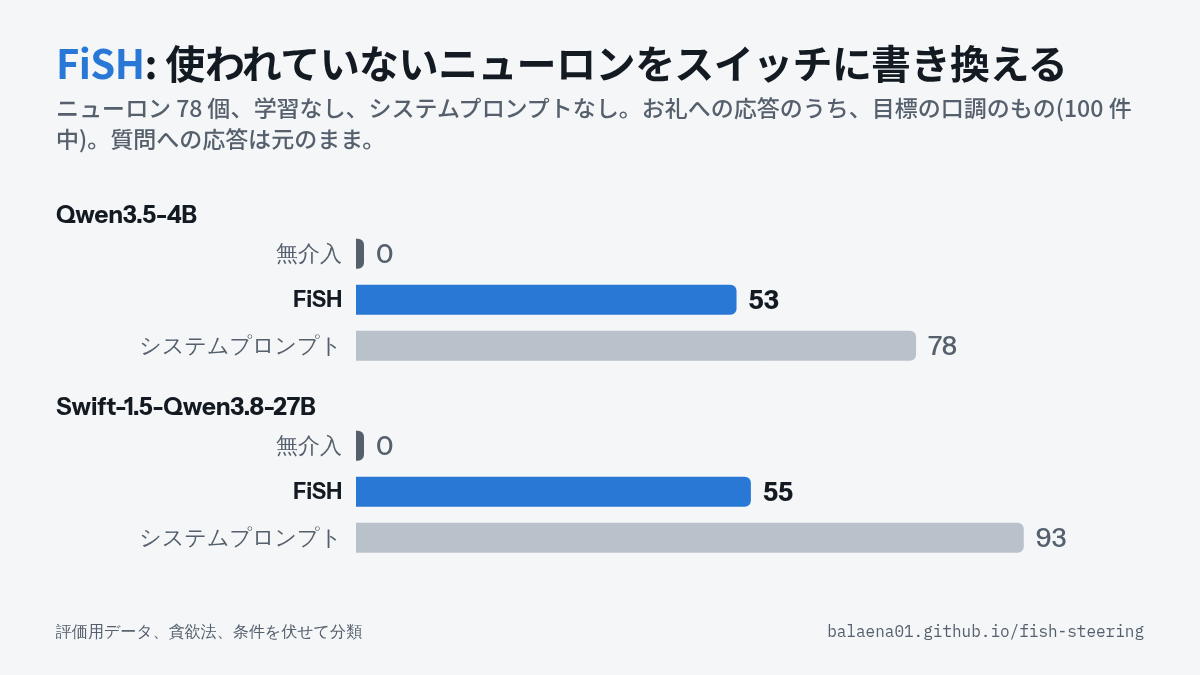 FiSH: 使われていないニューロンをスイッチに書き換える
ニューロン 78 個、学習なし、システムプロンプトなし。お礼への応答のうち、目標の口調のもの(100 件
中)。質問への応答は元のまま。
Qwen3.5-4B
無介入 0
FiSH 53
システムプロンプト 78
Swift-1.5-Qwen3.8-27B
無介入 0
FiSH 55
システムプロンプト 93
評価用データ、貪欲法、条件を伏せて分類
balaena01.github.io/fish-steering